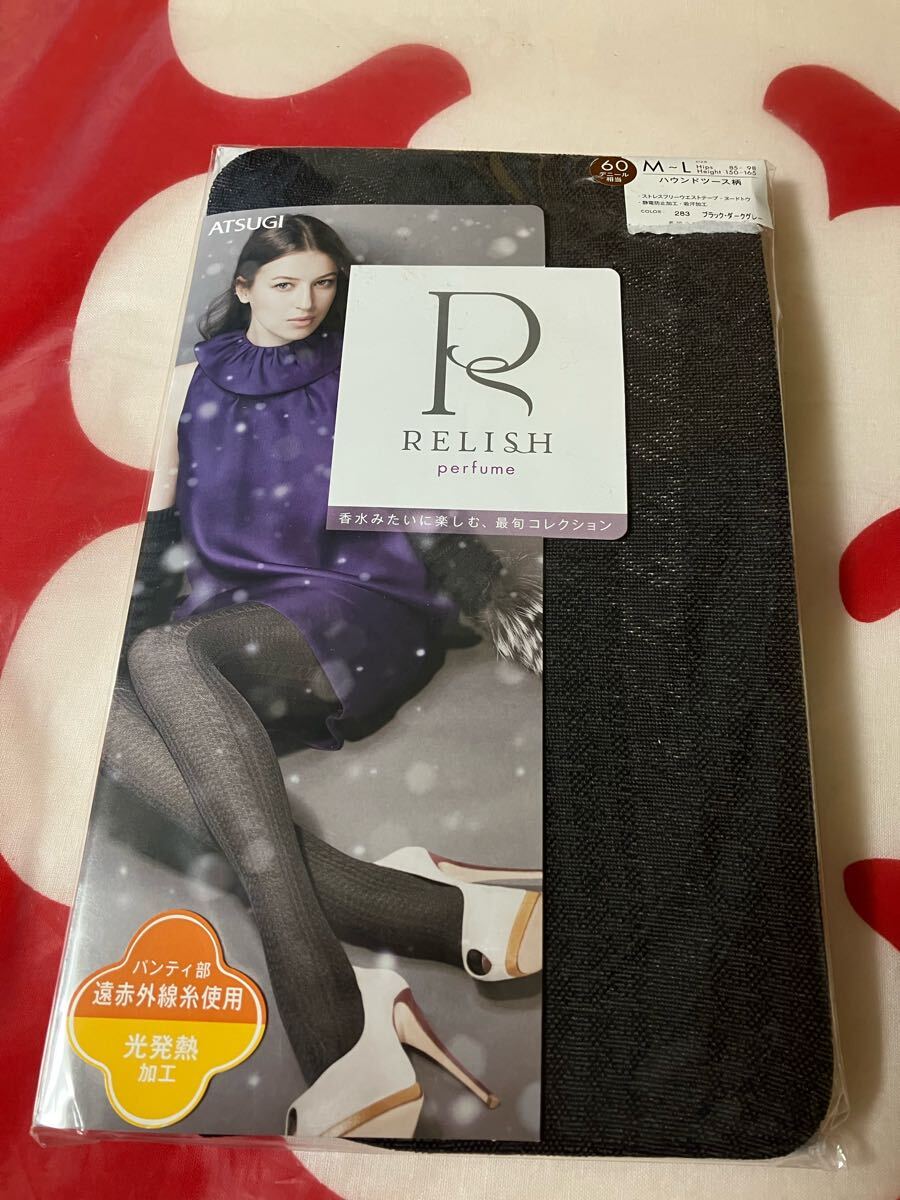 ATSUGI
R
RELISH
perfume
香水みたいに楽しむ、最旬コレクション
60
デニール
相当
M~L
Hips 85-98
Height 150-165
ハウンドツース柄
・ストレスフリーウエストテープ・ヌードトウ
・静電防止加工・吸汗加工
COLOR: 283 ブラック・ダークグレー
パンティ部
遠赤外線糸使用
光発熱
加工